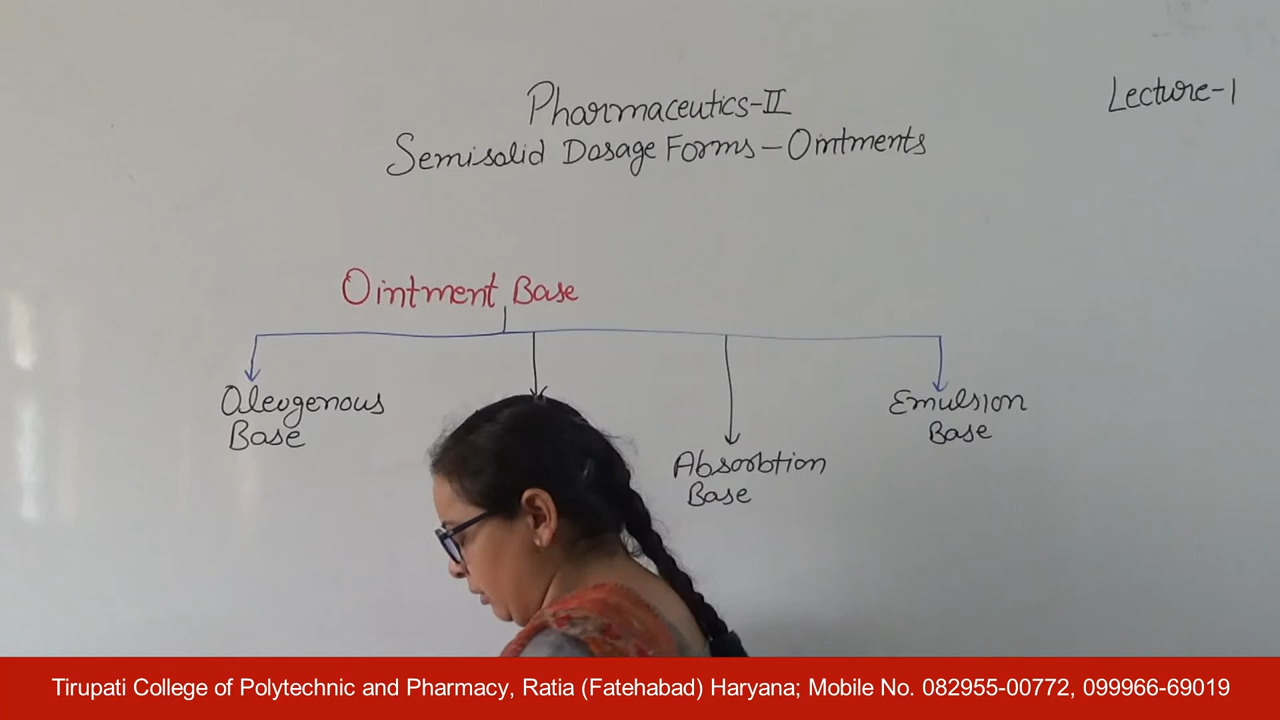 Pharmaceutics-II
Lecture-1
Semisolid Dosage Forms – Ointments
Ointment Base
Oleogenous
Base
Absorbtion
Base
Emulsion
Base
Tirupati College of Polytechnic and Pharmacy, Ratia (Fatehabad) Haryana; Mobile No. 082955-00772, 099966-69019